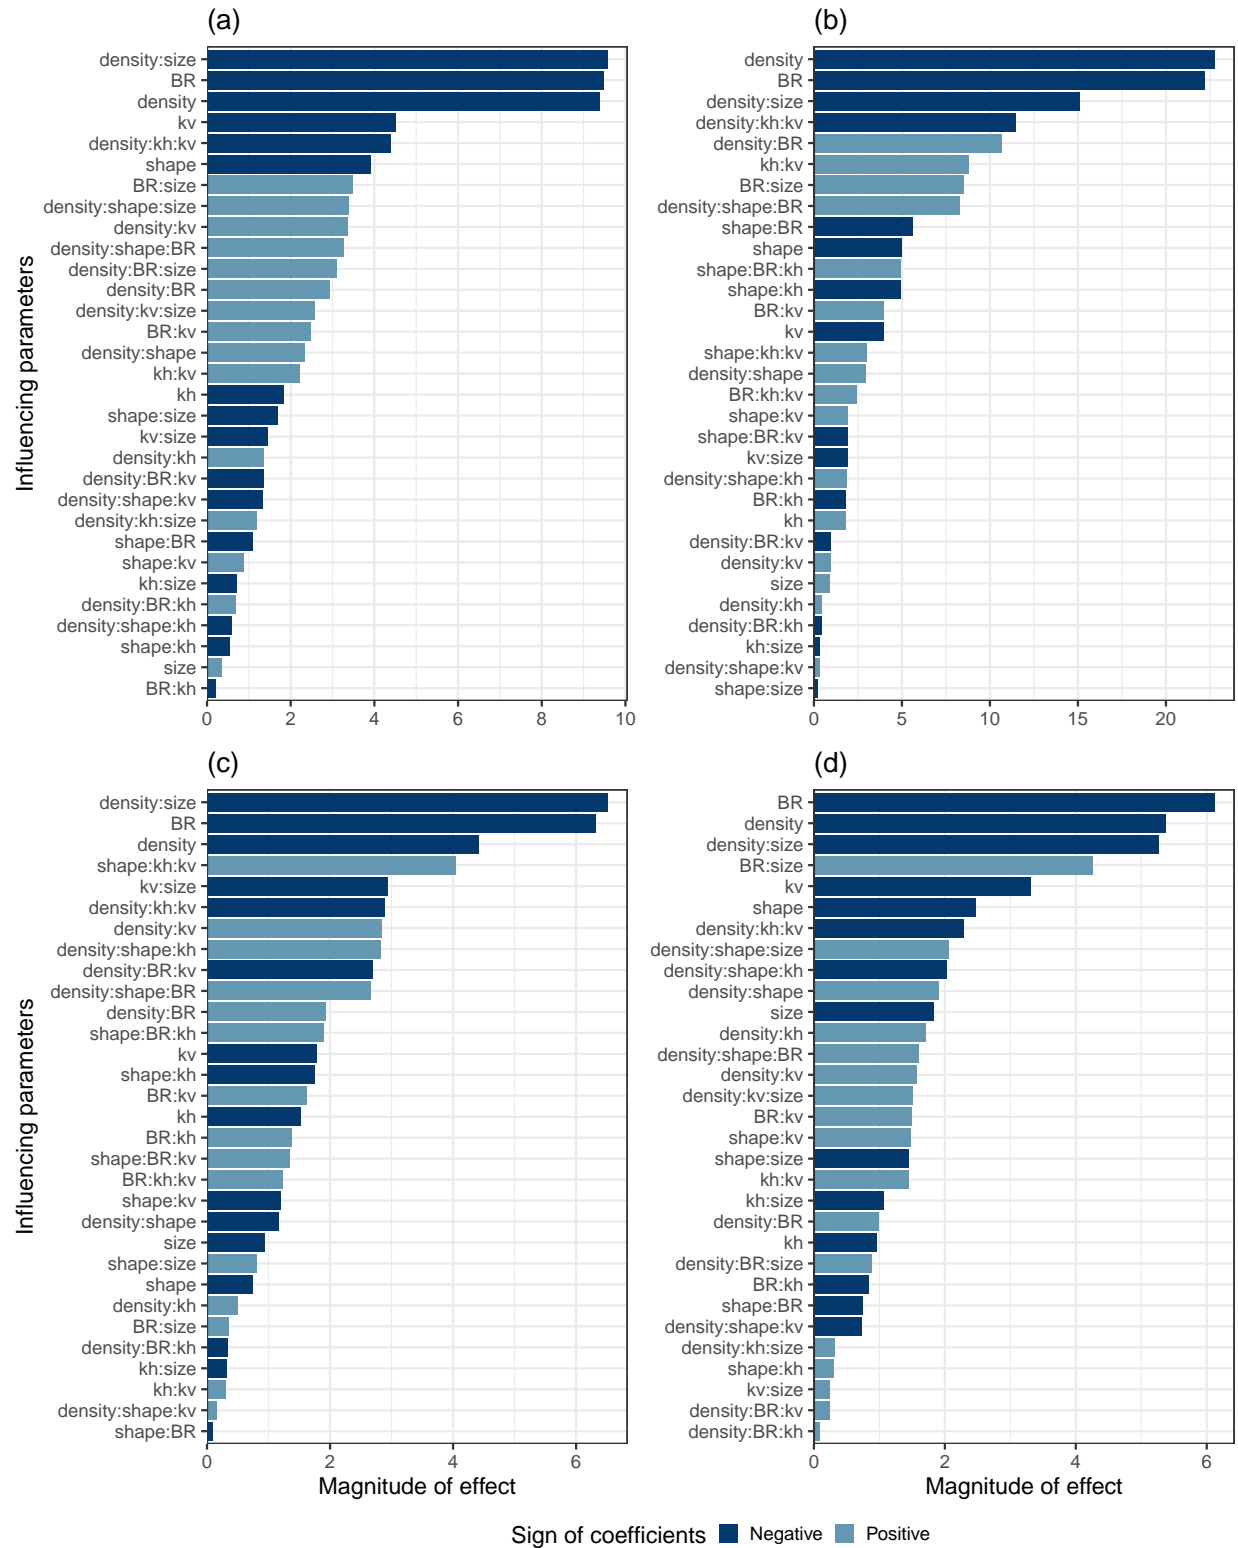 (a)
Influencing parameters
density:size
BR
density
kv
density:kh:kv
shape
BR:size
density:shape:size
density:kv
density:shape:BR
density:BR:size
density:BR
density:kv:size
BR:kv
density:shape
kh:kv
kh
shape:size
kv:size
density:kh
density:BR:kv
density:shape:kv
density:kh:size
shape:BR
shape:kv
kh:size
density:BR:kh
density:shape:kh
shape:kh
size
BR:kh
0 2 4 6 8 10
(b)
density
BR
density:size
density:kh:kv
density:BR
kh:kv
BR:size
density:shape:BR
shape:BR
shape
shape:BR:kh
shape:kh
BR:kv
kv
shape:kh:kv
density:shape
BR:kh:kv
shape:kv
shape:BR:kv
kv:size
density:shape:kh
BR:kh
kh
density:BR:kv
density:kv
size
density:kh
density:BR:kh
kh:size
density:shape:kv
shape:size
0 5 10 15 20
(c)
Influencing parameters
density:size
BR
density
shape:kh:kv
kv:size
density:kh:kv
density:kv
density:shape:kh
density:BR:kv
density:shape:BR
density:BR
shape:BR:kh
kv
shape:kh
BR:kv
kh
BR:kh
shape:BR:kv
BR:kh:kv
shape:kv
density:shape
size
shape:size
shape
density:kh
BR:size
density:BR:kh
kh:size
kh:kv
density:shape:kv
shape:BR
0 2 4 6
Magnitude of effect
(d)
BR
density
density:size
BR:size
kv
shape
density:kh:kv
density:shape:size
density:shape:kh
density:shape
size
density:kh
density:shape:BR
density:kv
density:kv:size
BR:kv
shape:kv
shape:size
kh:kv
kh:size
density:BR
kh
density:BR:size
BR:kh
shape:BR
density:shape:kv
density:kh:size
shape:kh
kv:size
density:BR:kv
density:BR:kh
0 2 4 6
Magnitude of effect
Sign of coefficients Negative Positive